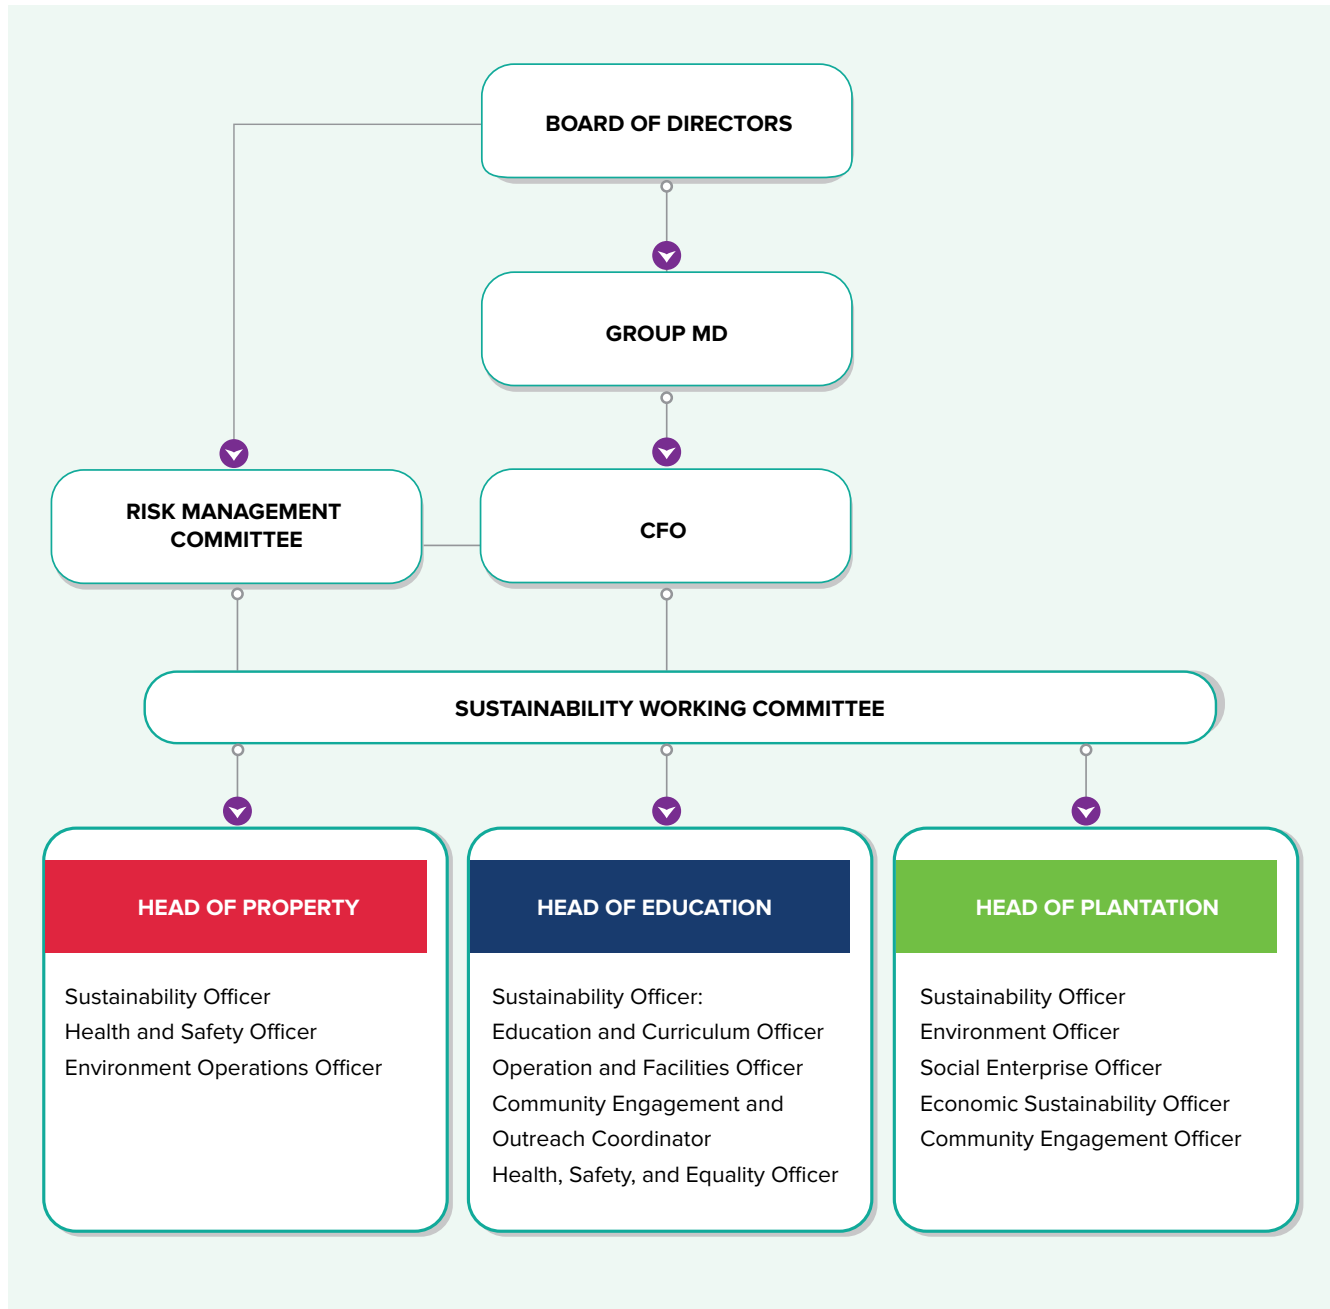 BOARD OF DIRECTORS
GROUP MD
RISK MANAGEMENT
COMMITTEE
CFO
SUSTAINABILITY WORKING COMMITTEE
HEAD OF PROPERTY
Sustainability Officer
Health and Safety Officer
Environment Operations Officer
HEAD OF EDUCATION
Sustainability Officer:
Education and Curriculum Officer
Operation and Facilities Officer
Community Engagement and
Outreach Coordinator
Health, Safety, and Equality Officer
HEAD OF PLANTATION
Sustainability Officer
Environment Officer
Social Enterprise Officer
Economic Sustainability Officer
Community Engagement Officer